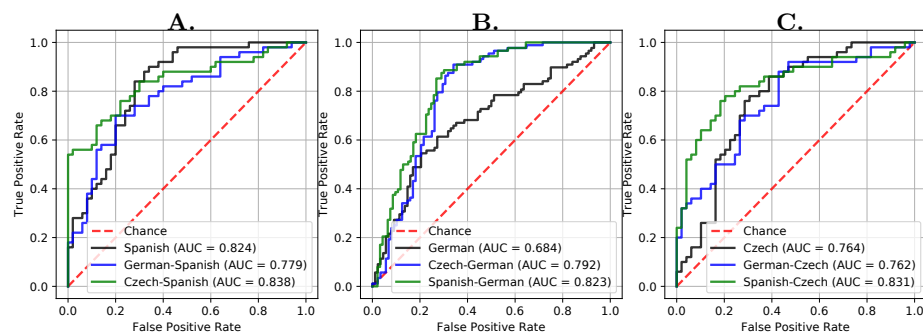 A.
B.
C.
True Positive Rate
1.0
0.8
0.6
0.4
0.2
0.0
Chance
Spanish (AUC = 0.824)
German-Spanish (AUC = 0.779)
Czech-Spanish (AUC = 0.838)
0.0 0.2 0.4 0.6 0.8 1.0
False Positive Rate
True Positive Rate
1.0
0.8
0.6
0.4
0.2
0.0
Chance
German (AUC = 0.684)
Czech-German (AUC = 0.792)
Spanish-German (AUC = 0.823)
0.0 0.2 0.4 0.6 0.8 1.0
False Positive Rate
True Positive Rate
1.0
0.8
0.6
0.4
0.2
0.0
Chance
Czech (AUC = 0.764)
German-Czech (AUC = 0.762)
Spanish-Czech (AUC = 0.831)
0.0 0.2 0.4 0.6 0.8 1.0
False Positive Rate